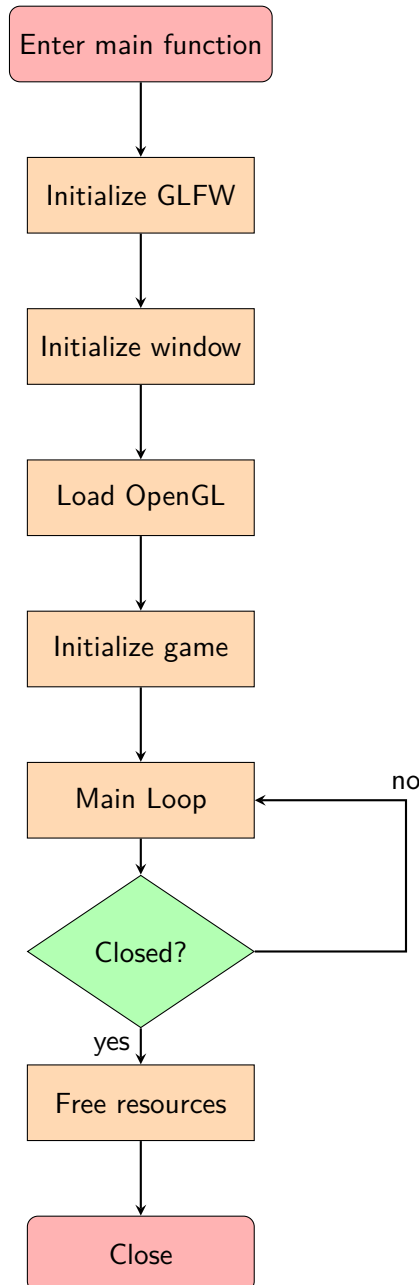 Enter main function
Initialize GLFW
Initialize window
Load OpenGL
Initialize game
no
Main Loop
Closed?
yes
Free resources
Close